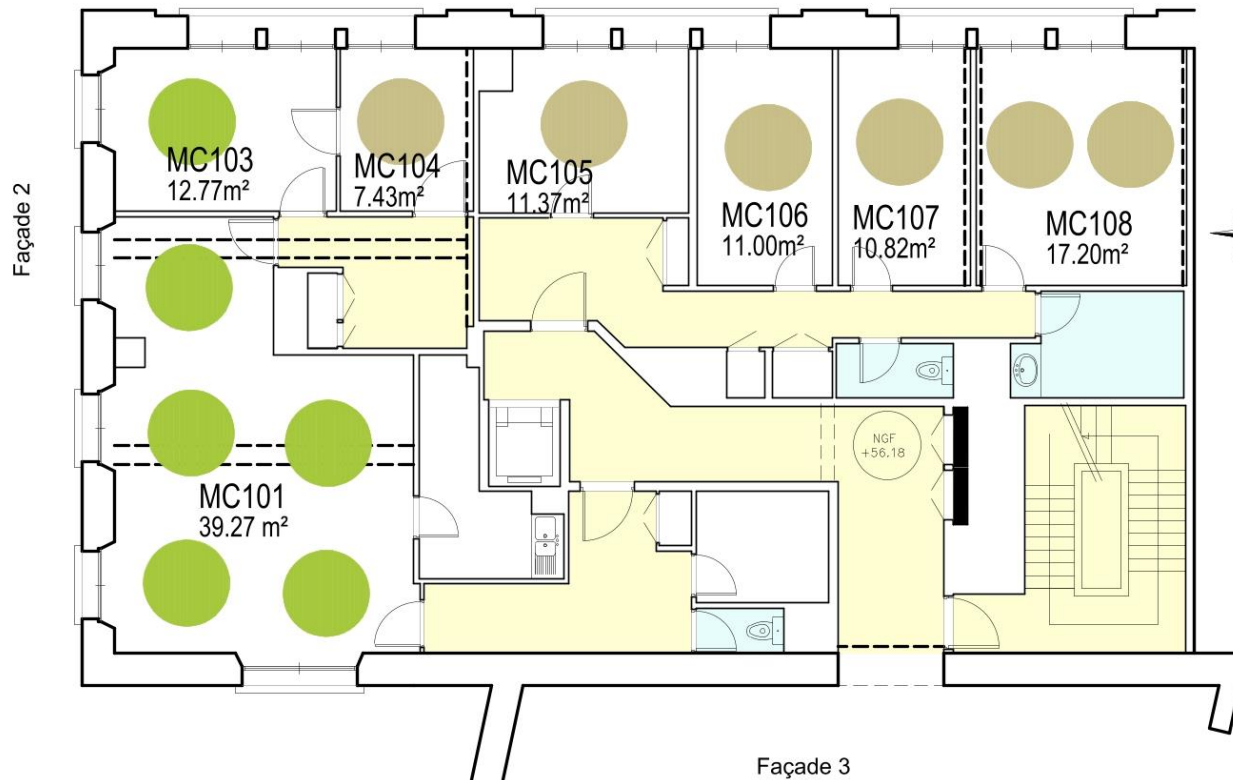 MC103
12.77m²
MC104
7.43m²
MC105
11.37m²
MC106
11.00m²
MC107
10.82m²
MC108
17.20m²
Façade 2
NGF
+56.18
MC101
39.27 m²
Façade 3